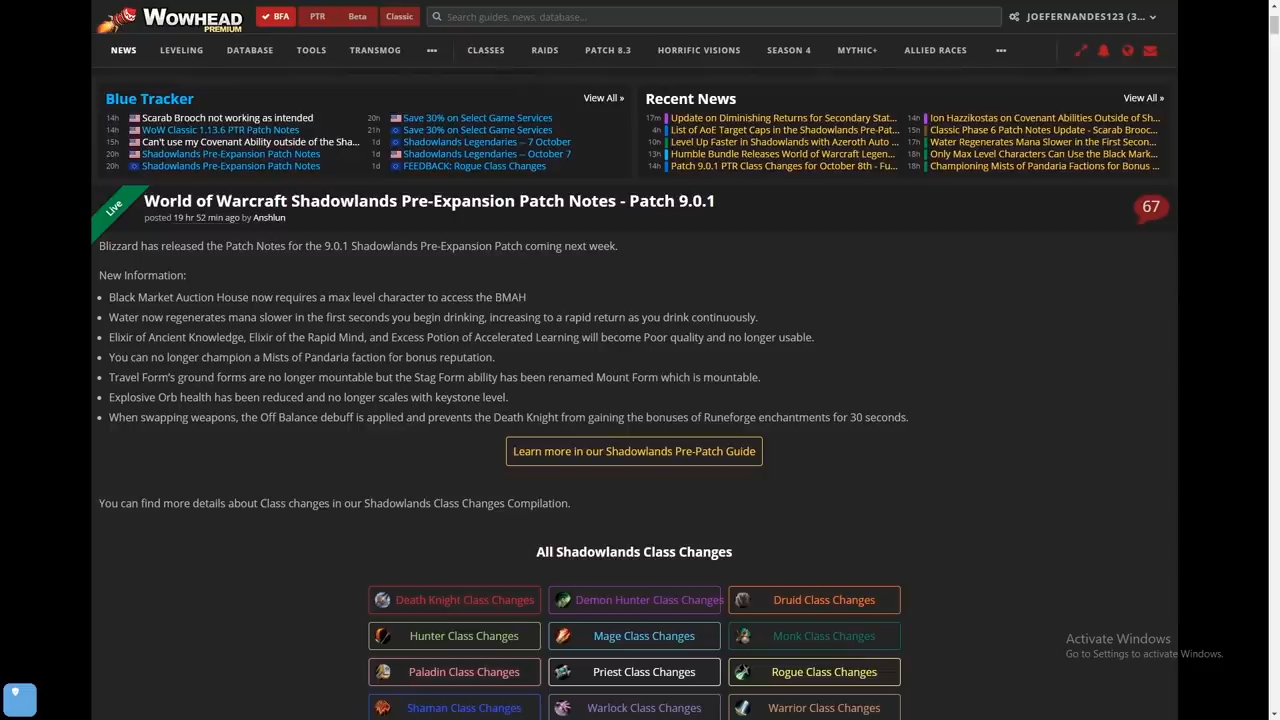 WOWHEAD
PREMIUM
BFA
PTR
Beta
Classic
Search guides, news, database...
JOEFERNANDES123 (3...
NEWS
LEVELING
DATABASE
TOOLS
TRANSMOG
•••
CLASSES
RAIDS
PATCH 8.3
HORRIFIC VISIONS
SEASON 4
MYTHIC+
ALLIED RACES
•••
Blue Tracker
View All »
14h Scarab Brooch not working as intended
14h WoW Classic 1.13.6 PTR Patch Notes
15h Can't use my Covenant Ability outside of the Sha...
20h Shadowlands Pre-Expansion Patch Notes
20h Shadowlands Pre-Expansion Patch Notes
20h Save 30% on Select Game Services
21h Save 30% on Select Game Services
1d Shadowlands Legendaries – 7 October
1d Shadowlands Legendaries – October 7
1d FEEDBACK: Rogue Class Changes
Recent News
View All »
17m Update on Diminishing Returns for Secondary Stat...
4h List of AoE Target Caps in the Shadowlands Pre-Pat...
10h Level Up Faster in Shadowlands with Azeroth Auto ...
13h Humble Bundle Releases World of Warcraft Legen...
14h Patch 9.0.1 PTR Class Changes for October 8th - Fu...
14h Ion Hazzikostas on Covenant Abilities Outside of Sh...
15h Classic Phase 6 Patch Notes Update - Scarab Brooc...
17h Water Regenerates Mana Slower in the First Secon...
18h Only Max Level Characters Can Use the Black Mark...
18h Championing Mists of Pandaria Factions for Bonus ...
Live
World of Warcraft Shadowlands Pre-Expansion Patch Notes - Patch 9.0.1
posted 19 hr 52 min ago by Anshlun
67
Blizzard has released the Patch Notes for the 9.0.1 Shadowlands Pre-Expansion Patch coming next week.
New Information:
• Black Market Auction House now requires a max level character to access the BMAH
• Water now regenerates mana slower in the first seconds you begin drinking, increasing to a rapid return as you drink continuously.
• Elixir of Ancient Knowledge, Elixir of the Rapid Mind, and Excess Potion of Accelerated Learning will become Poor quality and no longer usable.
• You can no longer champion a Mists of Pandaria faction for bonus reputation.
• Travel Form's ground forms are no longer mountable but the Stag Form ability has been renamed Mount Form which is mountable.
• Explosive Orb health has been reduced and no longer scales with keystone level.
• When swapping weapons, the Off Balance debuff is applied and prevents the Death Knight from gaining the bonuses of Runeforge enchantments for 30 seconds.
Learn more in our Shadowlands Pre-Patch Guide
You can find more details about Class changes in our Shadowlands Class Changes Compilation.
All Shadowlands Class Changes
Death Knight Class Changes
Demon Hunter Class Changes
Druid Class Changes
Hunter Class Changes
Mage Class Changes
Monk Class Changes
Paladin Class Changes
Priest Class Changes
Rogue Class Changes
Shaman Class Changes
Warlock Class Changes
Warrior Class Changes
Activate Windows
Go to Settings to activate Windows.